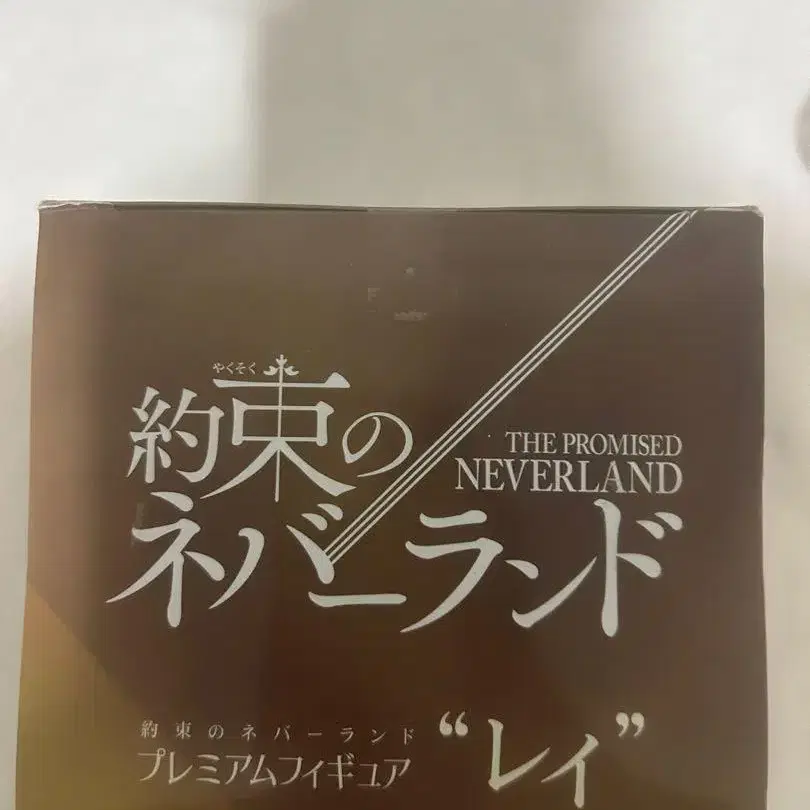 やくそく
約束の
THE PROMISED
NEVERLAND
ネバーランド
約束のネバーランド
プレミアムフィギュア
“レイ”